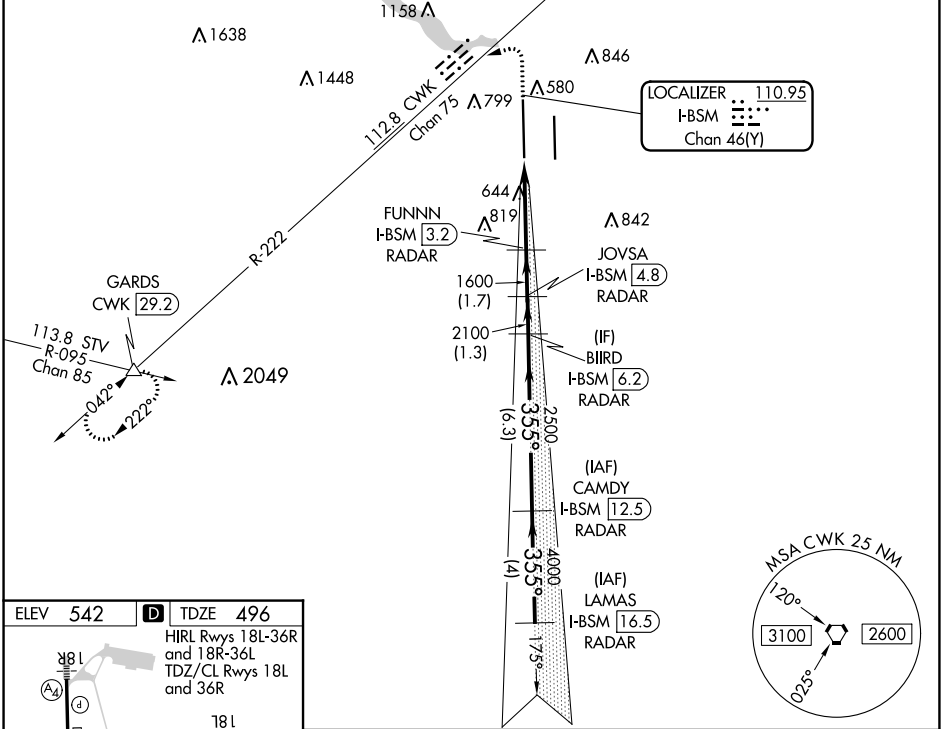 1158
1638
1448
846
580
799
112.8 CWK
Chan 75
LOCALIZER 110.95
I-BSM
Chan 46(Y)
644
819
842
FUNNN
I-BSM 3.2
RADAR
JOVSA
I-BSM 4.8
RADAR
1600
(1.7)
2100
(1.3)
(IF)
BIIRD
I-BSM 6.2
RADAR
R-222
GARDS
CWK 29.2
113.8 STV
R-095
Chan 85
2049
042°
222°
355°
2500
(6.3)
(IAF)
CAMDY
I-BSM 12.5
RADAR
355°
4000
(4)
(IAF)
LAMAS
I-BSM 16.5
RADAR
175°
MSA CWK 25 NM
120°
3100
2600
025°
ELEV 542 D TDZE 496
HIRL Rwys 18L-36R
and 18R-36L
TDZ/CL Rwys 18L
and 36R
18R
A4
P
18L